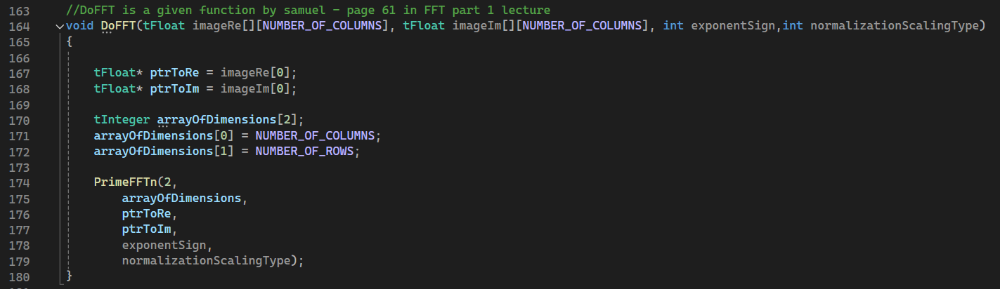 163 //DoFFT is a given function by samuel - page 61 in FFT part 1 lecture
164 void DoFFT(tFloat imageRe[][NUMBER_OF_COLUMNS], tFloat imageIm[][NUMBER_OF_COLUMNS], int exponentSign,int normalizationScalingType)
165 {
166
167 tFloat* ptrToRe = imageRe[0];
168 tFloat* ptrToIm = imageIm[0];
169
170 tInteger arrayOfDimensions[2];
171 arrayOfDimensions[0] = NUMBER_OF_COLUMNS;
172 arrayOfDimensions[1] = NUMBER_OF_ROWS;
173
174 PrimeFFTn(2,
175 arrayOfDimensions,
176 ptrToRe,
177 ptrToIm,
178 exponentSign,
179 normalizationScalingType);
180 }